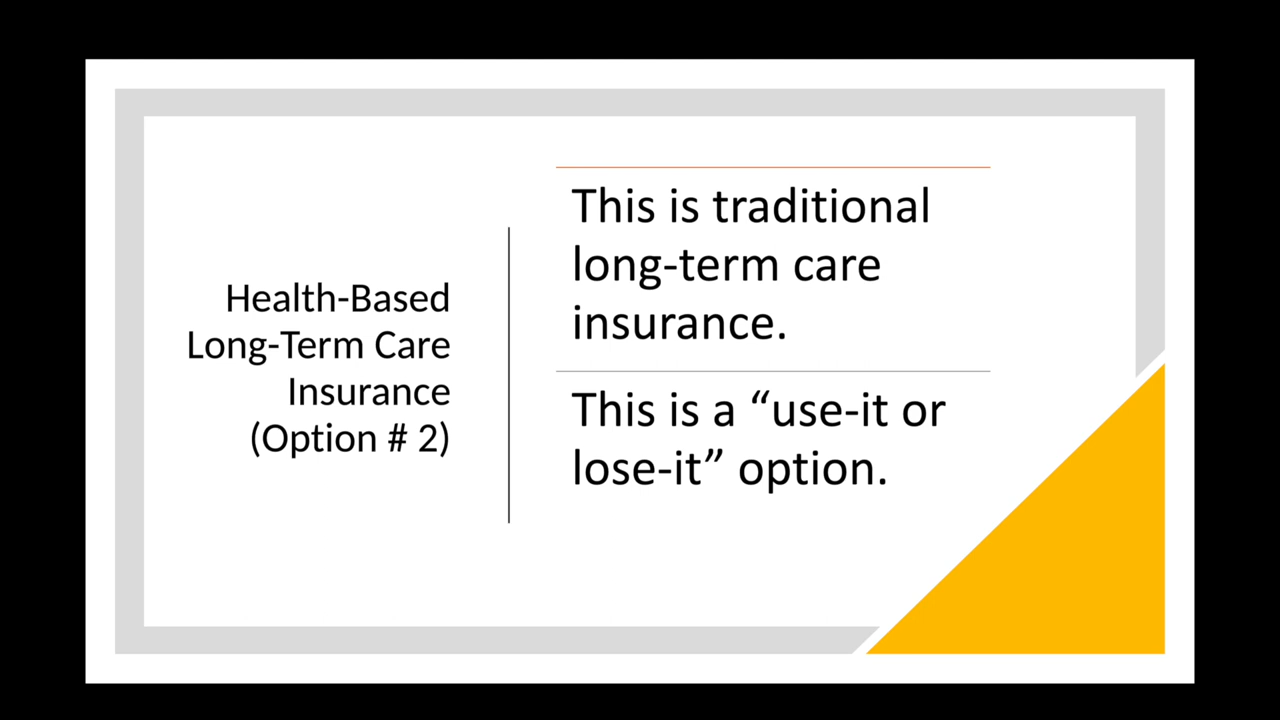 Health-Based
Long-Term Care
Insurance
(Option # 2)
This is traditional
long-term care
insurance.
This is a “use-it or
lose-it” option.